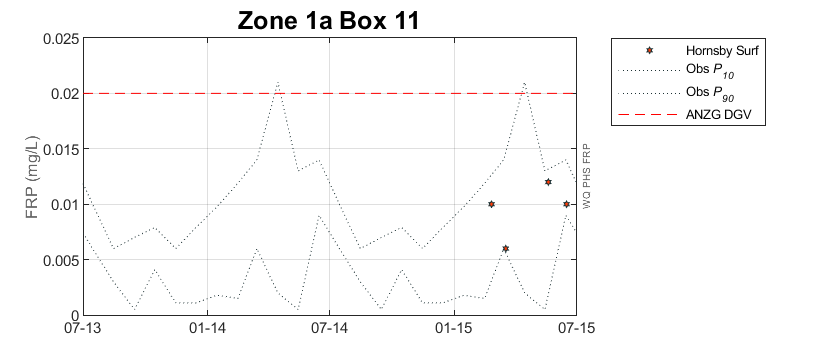 Zone 1a Box 11
0.025
0.02
0.015
0.01
0.005
0
FRP (mg/L)
07-13
01-14
07-14
01-15
07-15
WQ PHS FRP
Hornsby Surf
Obs P10
Obs P90
ANZG DGV